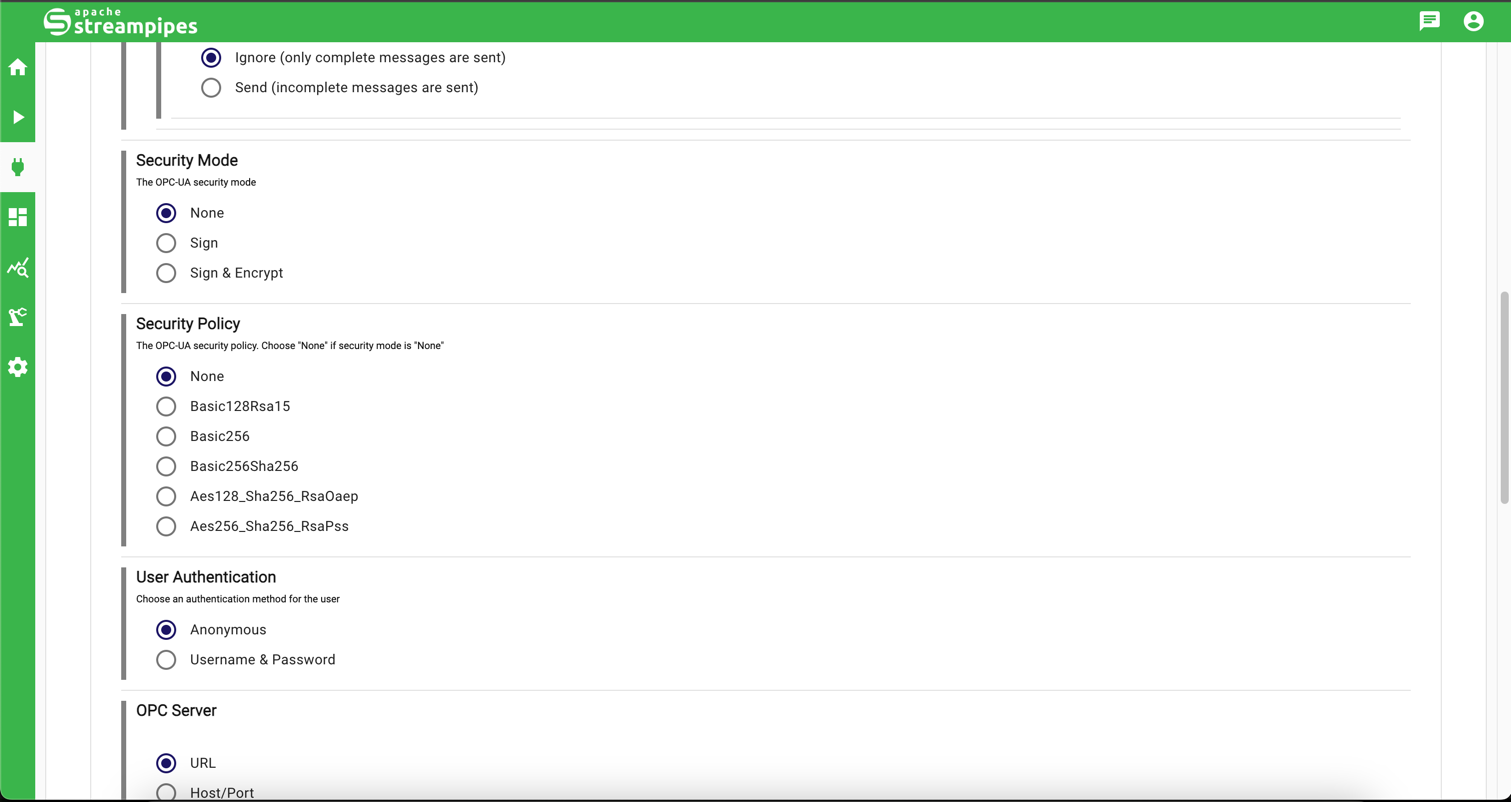 apache
streampipes
Ignore (only complete messages are sent)
Send (incomplete messages are sent)
Security Mode
The OPC-UA security mode
None
Sign
Sign & Encrypt
Security Policy
The OPC-UA security policy. Choose "None" if security mode is "None"
None
Basic128Rsa15
Basic256
Basic256Sha256
Aes128_Sha256_RsaOaep
Aes256_Sha256_RsaPss
User Authentication
Choose an authentication method for the user
Anonymous
Username & Password
OPC Server
URL
Host/Port